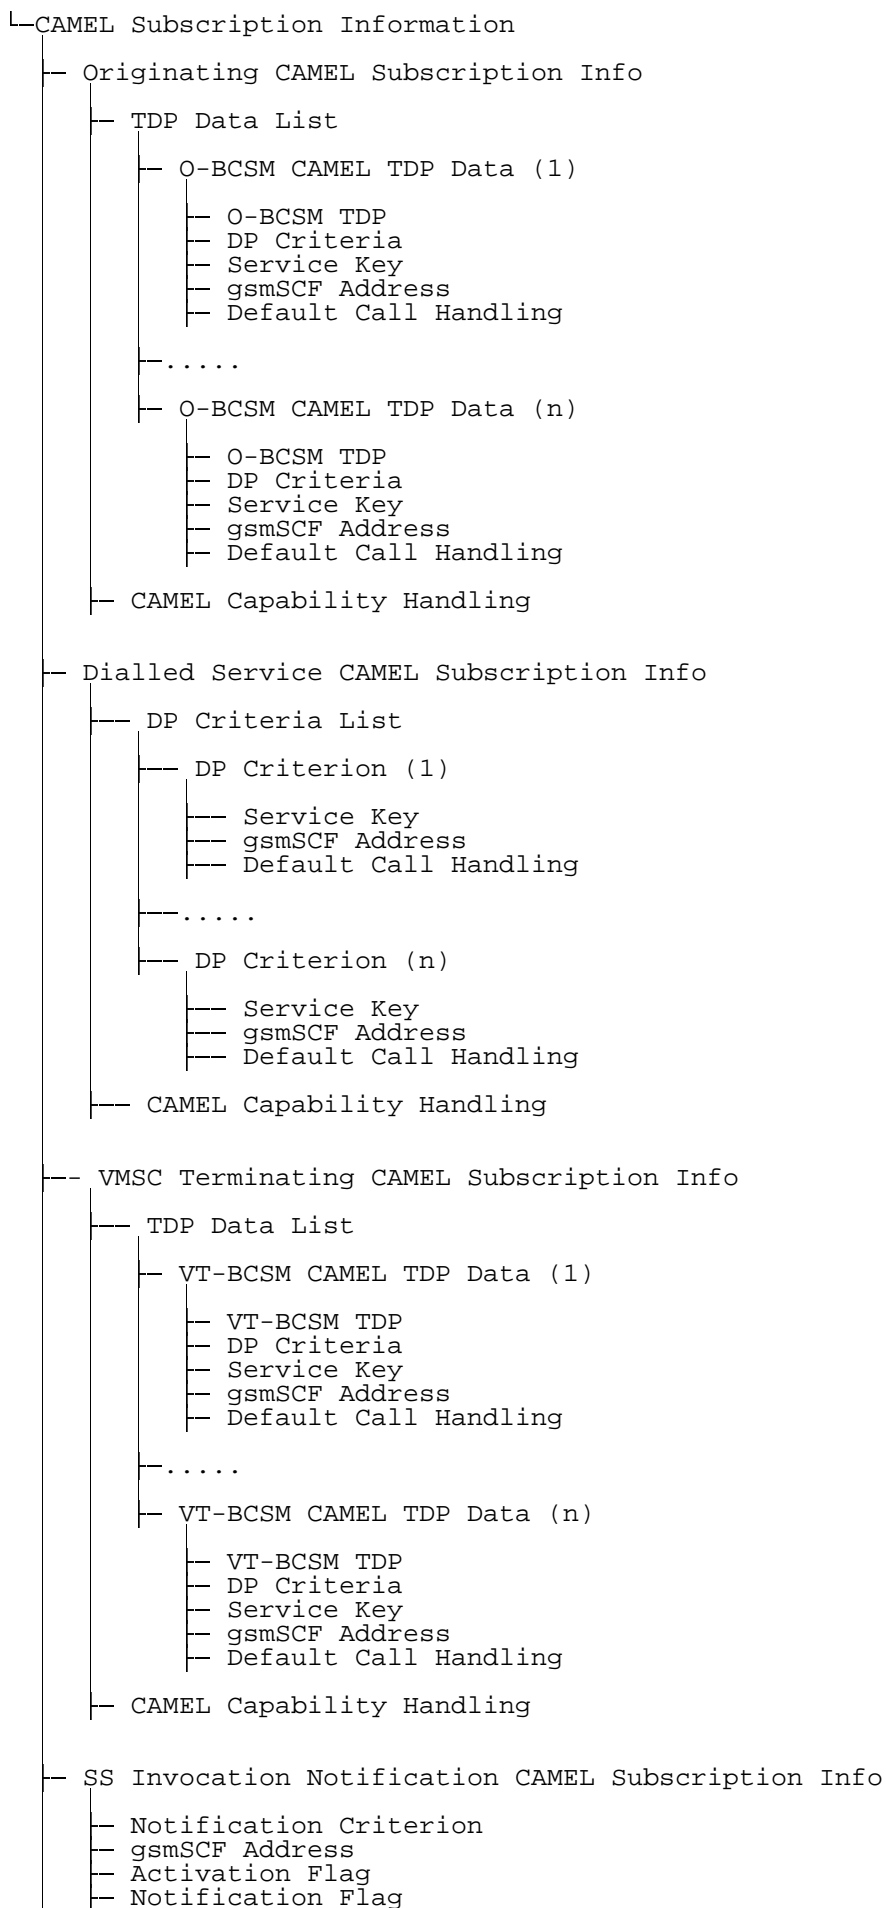 CAMEL Subscription Information
Originating CAMEL Subscription Info
TDP Data List
O-BCSM CAMEL TDP Data (1)
O-BCSM TDP
DP Criteria
Service Key
gsmSCF Address
Default Call Handling
.....
O-BCSM CAMEL TDP Data (n)
O-BCSM TDP
DP Criteria
Service Key
gsmSCF Address
Default Call Handling
CAMEL Capability Handling
Dialled Service CAMEL Subscription Info
DP Criteria List
DP Criterion (1)
Service Key
gsmSCF Address
Default Call Handling
.....
DP Criterion (n)
Service Key
gsmSCF Address
Default Call Handling
CAMEL Capability Handling
VMSC Terminating CAMEL Subscription Info
TDP Data List
VT-BCSM CAMEL TDP Data (1)
VT-BCSM TDP
DP Criteria
Service Key
gsmSCF Address
Default Call Handling
.....
VT-BCSM CAMEL TDP Data (n)
VT-BCSM TDP
DP Criteria
Service Key
gsmSCF Address
Default Call Handling
CAMEL Capability Handling
SS Invocation Notification CAMEL Subscription Info
Notification Criterion
gsmSCF Address
Activation Flag
Notification Flag